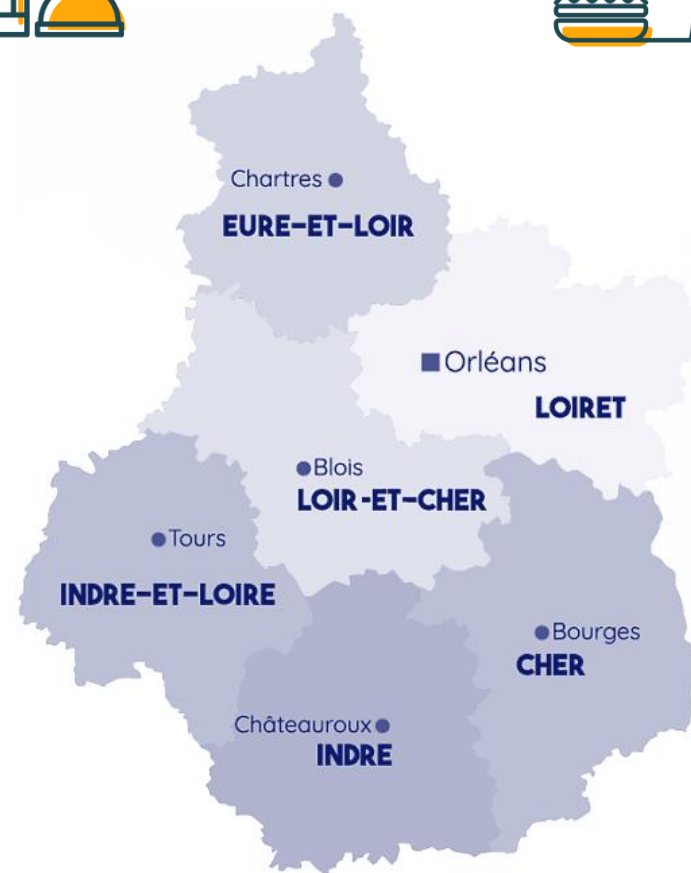 Chartres
EURE-ET-LOIR
Orléans
LOIRET
Blois
LOIR-ET-CHER
Tours
INDRE-ET-LOIRE
Bourges
CHER
Châteauroux
INDRE